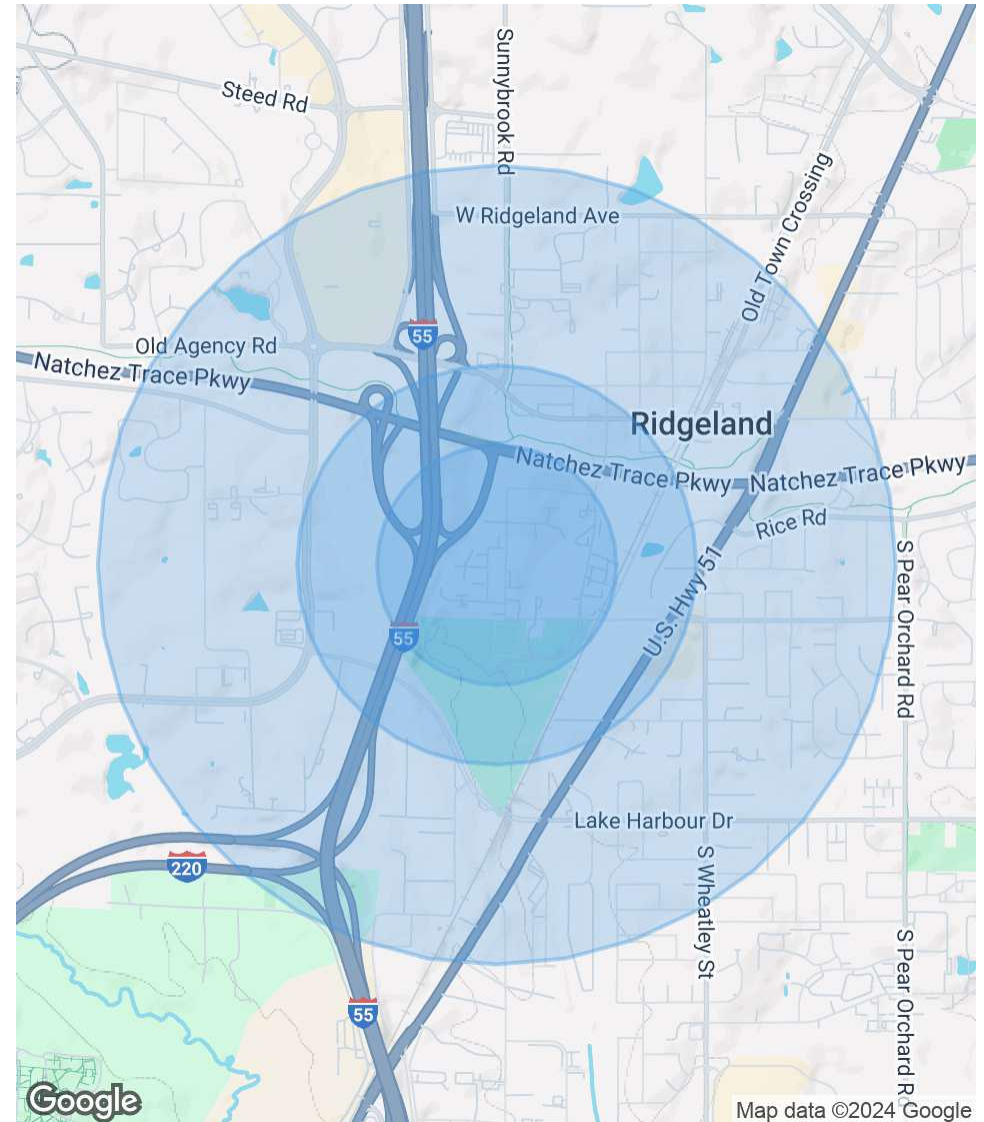 Steed Rd
Sunnybrook Rd
W Ridgeland Ave
Old Town Crossing
55
Old Agency Rd
Natchez Trace Pkwy
Ridgeland
Natchez Trace Pkwy
Natchez Trace Pkwy
Rice Rd
U.S. Hwy 51
S Pear Orchard Rd
55
Lake Harbour Dr
220
S Wheatley St
S Pear Orchard Rd
55
Google
Map data ©2024 Google